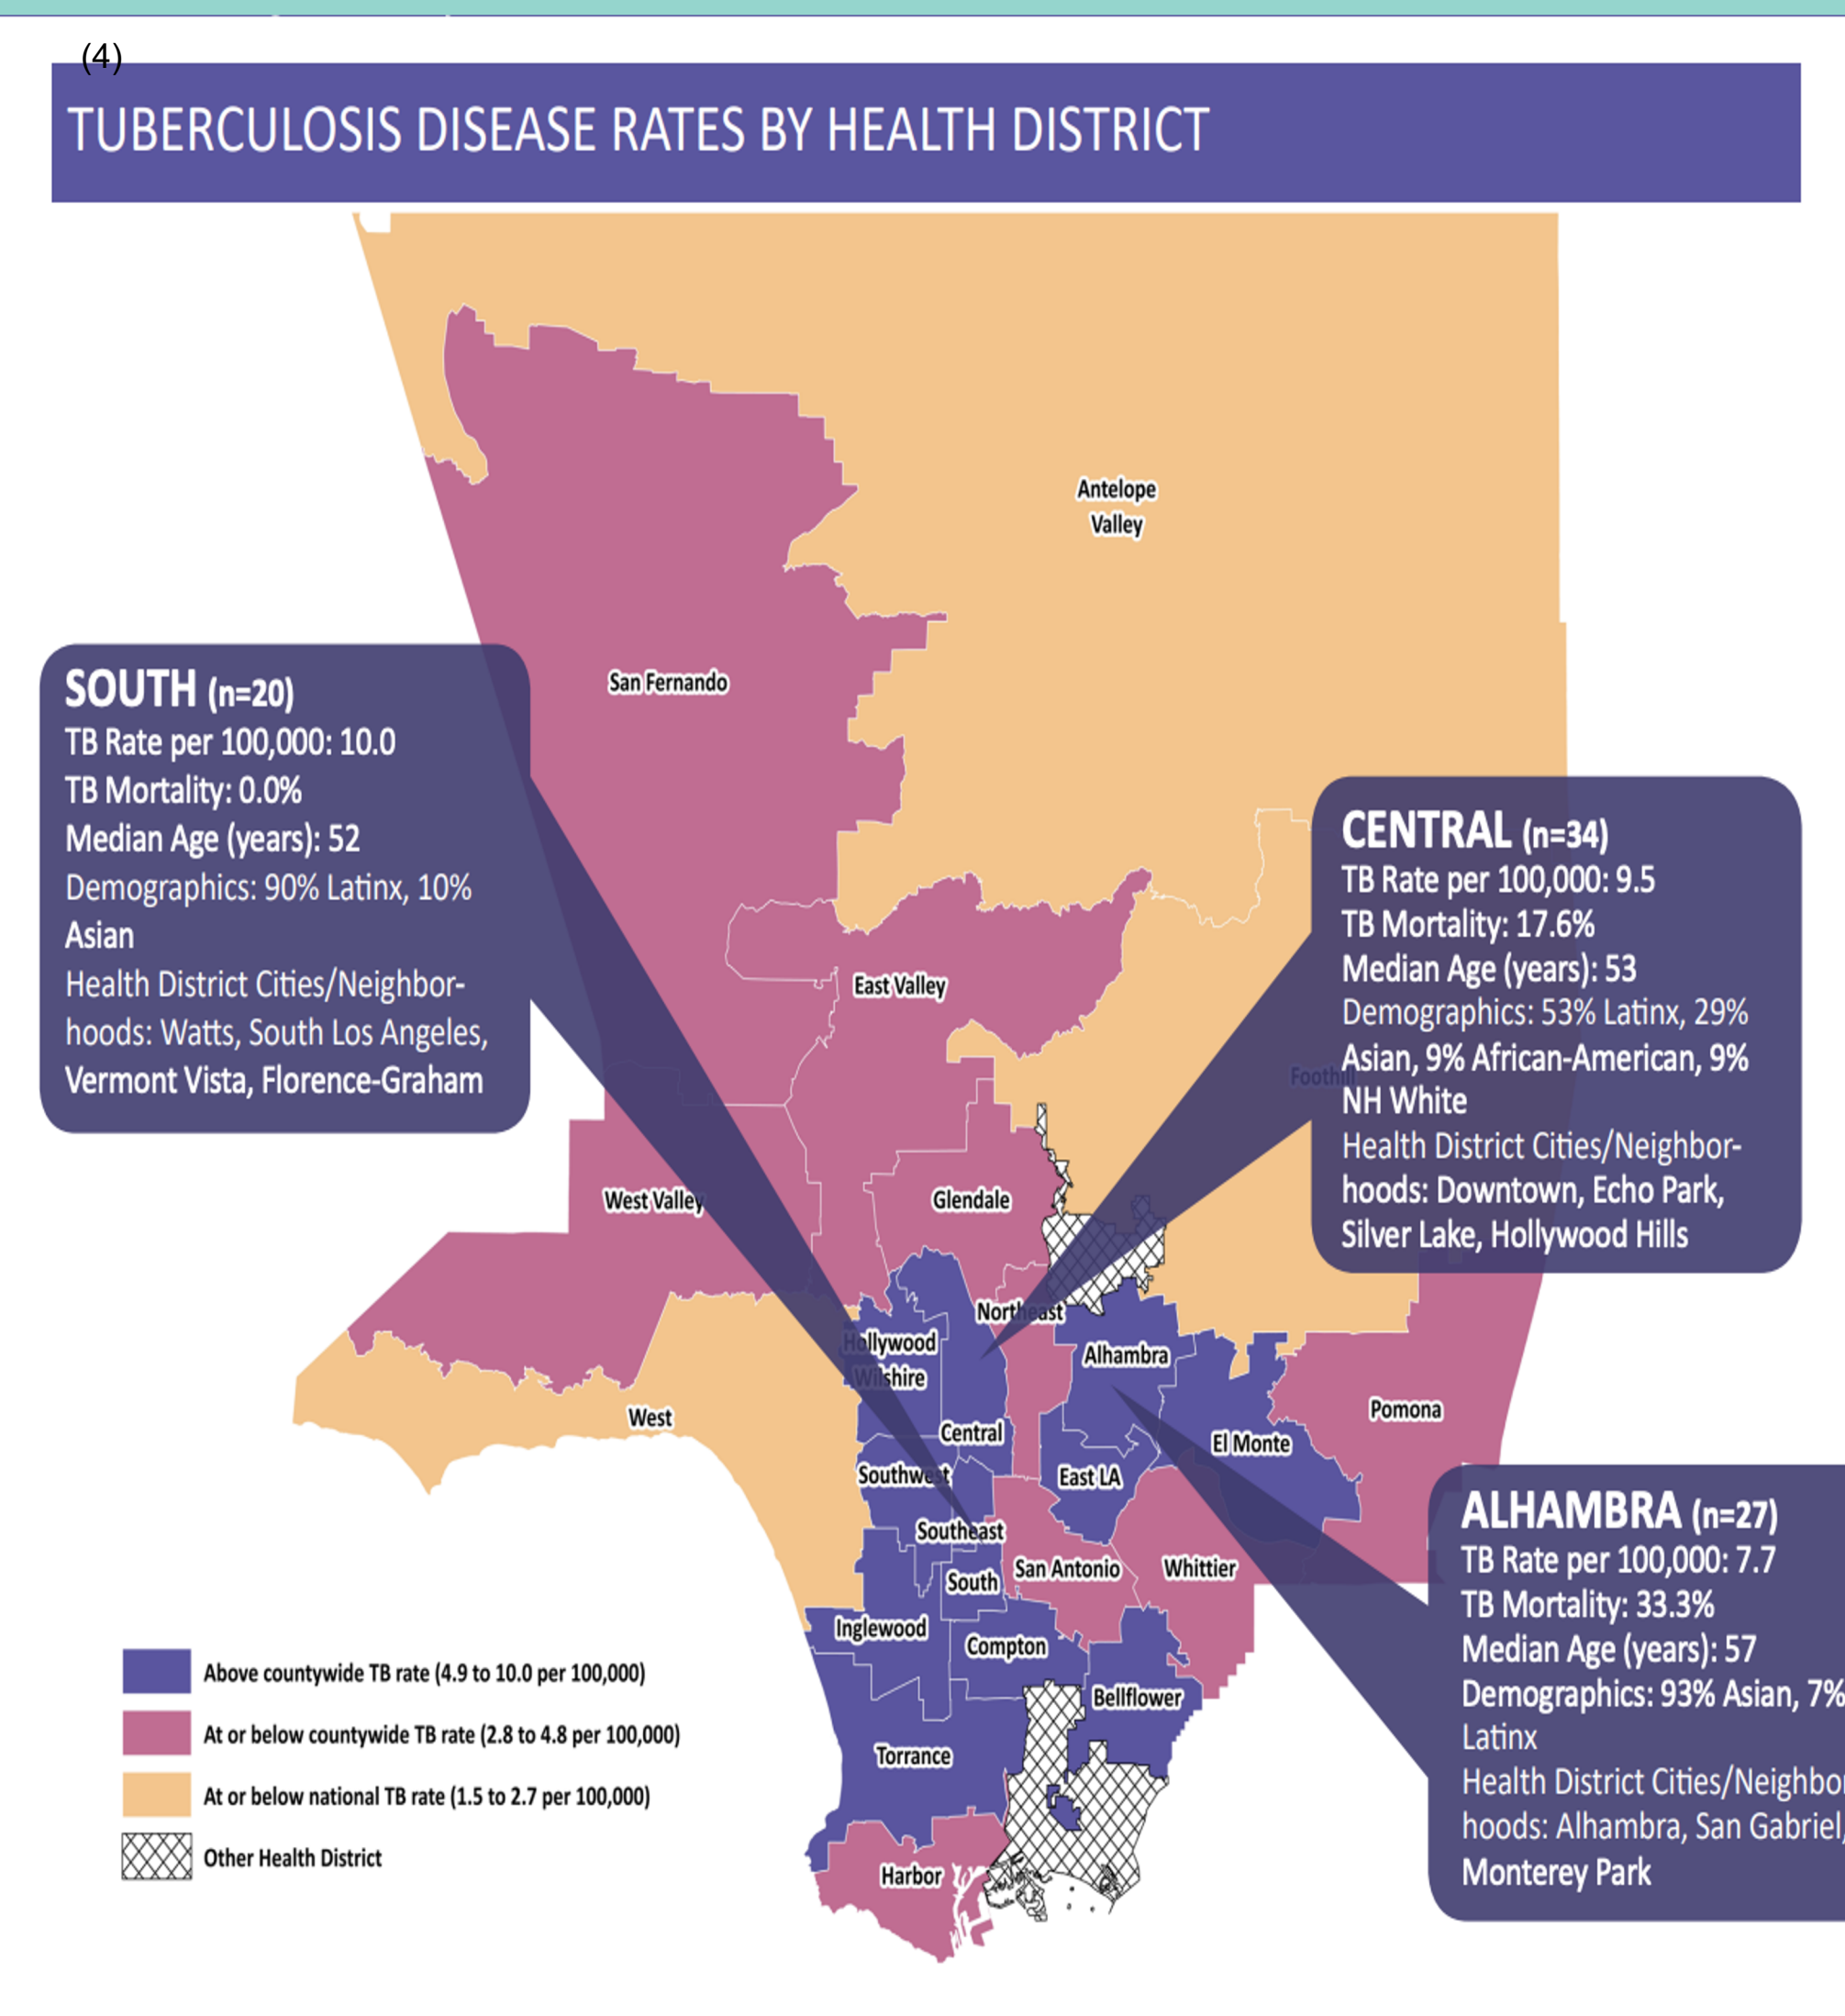 (4)
TUBERCULOSIS DISEASE RATES BY HEALTH DISTRICT
Antelope
Valley
San Fernando
SOUTH (n=20)
TB Rate per 100,000: 10.0
TB Mortality: 0.0%
Median Age (years): 52
Demographics: 90% Latinx, 10%
Asian
Health District Cities/Neighbor-
hoods: Watts, South Los Angeles,
Vermont Vista, Florence-Graham
CENTRAL (n=34)
TB Rate per 100,000: 9.5
TB Mortality: 17.6%
Median Age (years): 53
Demographics: 53% Latinx, 29%
Asian, 9% African-American, 9%
NH White
Health District Cities/Neighbor-
hoods: Downtown, Echo Park,
Silver Lake, Hollywood Hills
East Valley
Foothill
West Valley
Glendale
Northeast
Hollywood
Wilshire
Alhambra
Pomona
West
Central
El Monte
Southwest
East LA
Southeast
San Antonio
Whittier
South
Inglewood
Compton
Bellflower
Torrance
Harbor
ALHAMBRA (n=27)
TB Rate per 100,000: 7.7
TB Mortality: 33.3%
Median Age (years): 57
Demographics: 93% Asian, 7%
Latinx
Health District Cities/Neighbor
hoods: Alhambra, San Gabriel,
Monterey Park
Above countywide TB rate (4.9 to 10.0 per 100,000)
At or below countywide TB rate (2.8 to 4.8 per 100,000)
At or below national TB rate (1.5 to 2.7 per 100,000)
Other Health District